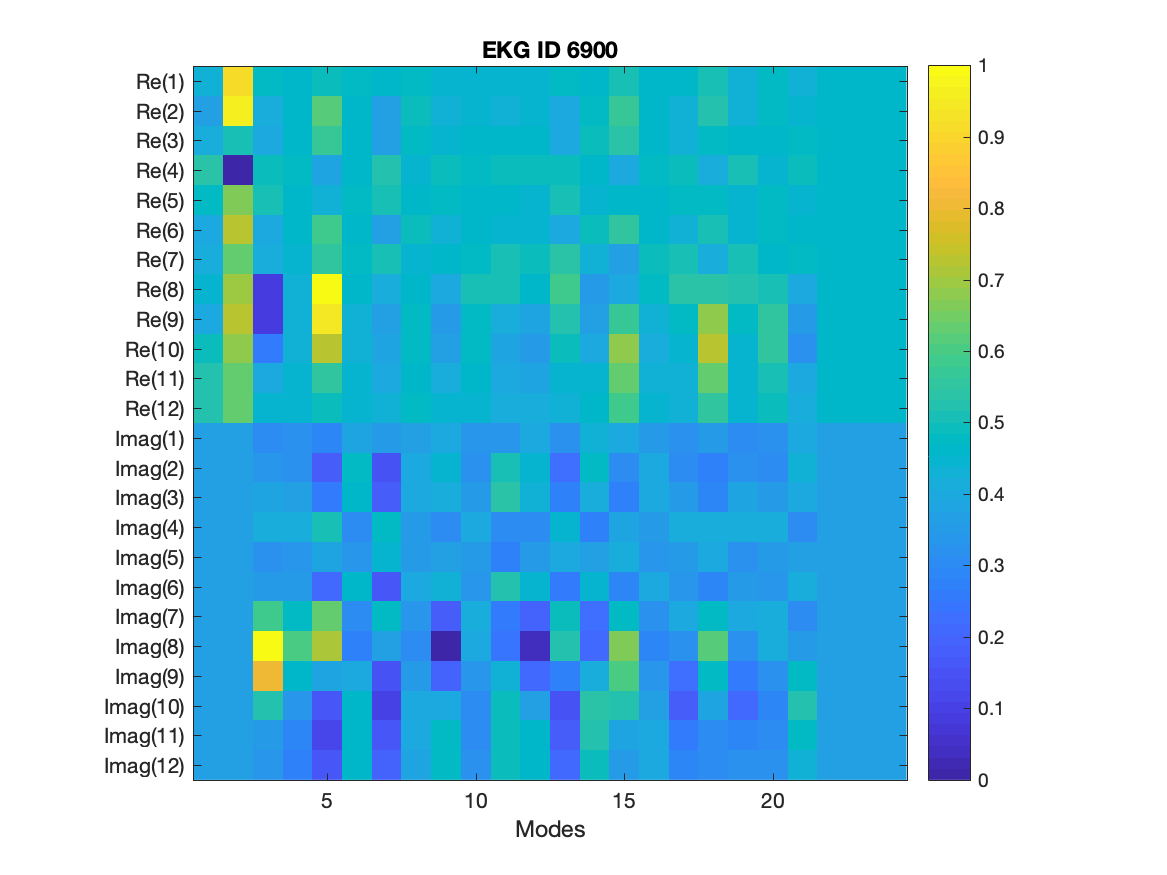 EKG ID 6900
Re(1)
Re(2)
Re(3)
Re(4)
Re(5)
Re(6)
Re(7)
Re(8)
Re(9)
Re(10)
Re(11)
Re(12)
Imag(1)
Imag(2)
Imag(3)
Imag(4)
Imag(5)
Imag(6)
Imag(7)
Imag(8)
Imag(9)
Imag(10)
Imag(11)
Imag(12)
5 10 15 20
Modes
1
0.9
0.8
0.7
0.6
0.5
0.4
0.3
0.2
0.1
0